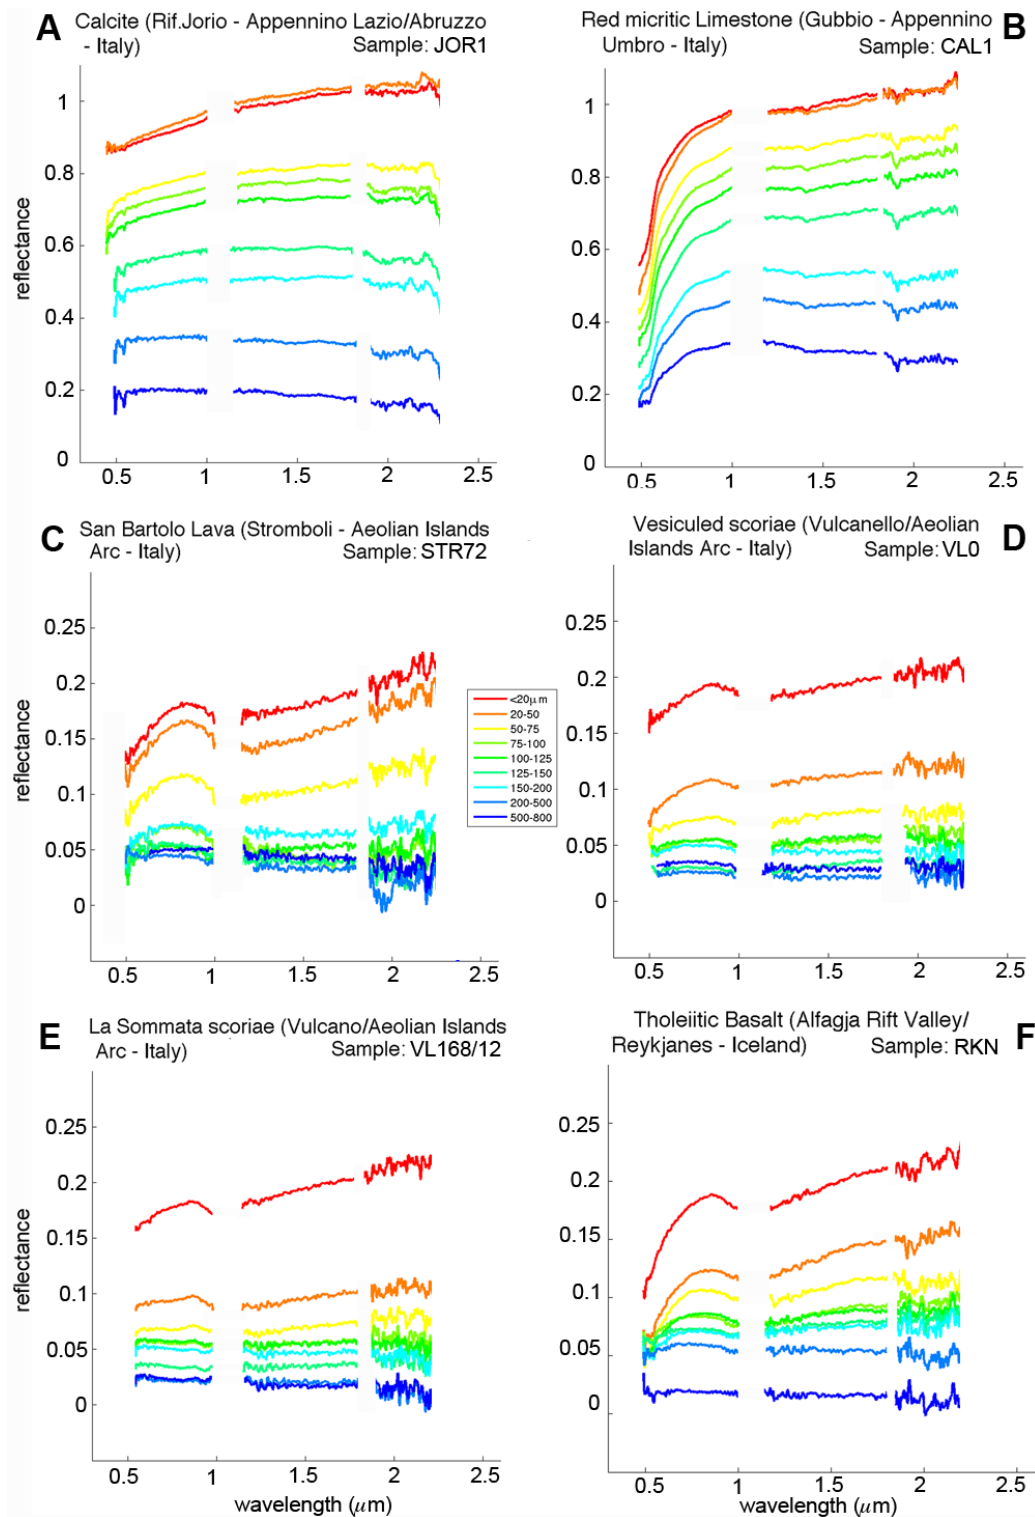 A
Calcite (Rif.Jorio - Appennino Lazio/Abruzzo
- Italy)
Sample: JOR1
reflectance
1
0.8
0.6
0.4
0.2
0
0.5
1
1.5
2
2.5
Red micritic Limestone (Gubbio - Appennino
B
Umbro - Italy)
Sample: CAL1
1
0.8
0.6
0.4
0.2
0
0.5
1
1.5
2
2.5
C
San Bartolo Lava (Stromboli - Aeolian Islands
Arc - Italy)
Sample: STR72
reflectance
0.25
0.2
0.15
0.1
0.05
0
0.5
1
1.5
2
2.5
<20μm
20-50
50-75
75-100
100-125
125-150
150-200
200-500
500-800
Vesiculed scoriae (Vulcanello/Aeolian
D
Islands Arc - Italy)
Sample: VL0
0.25
0.2
0.15
0.1
0.05
0
0.5
1
1.5
2
2.5
E
La Sommata scoriae (Vulcano/Aeolian Islands
Arc - Italy)
Sample: VL168/12
reflectance
0.25
0.2
0.15
0.1
0.05
0
0.5
1
1.5
2
2.5
wavelength (μm)
Tholeiitic Basalt (Alfagja Rift Valley/
F
Reykjanes - Iceland)
Sample: RKN
0.25
0.2
0.15
0.1
0.05
0
0.5
1
1.5
2
2.5
wavelength (μm)